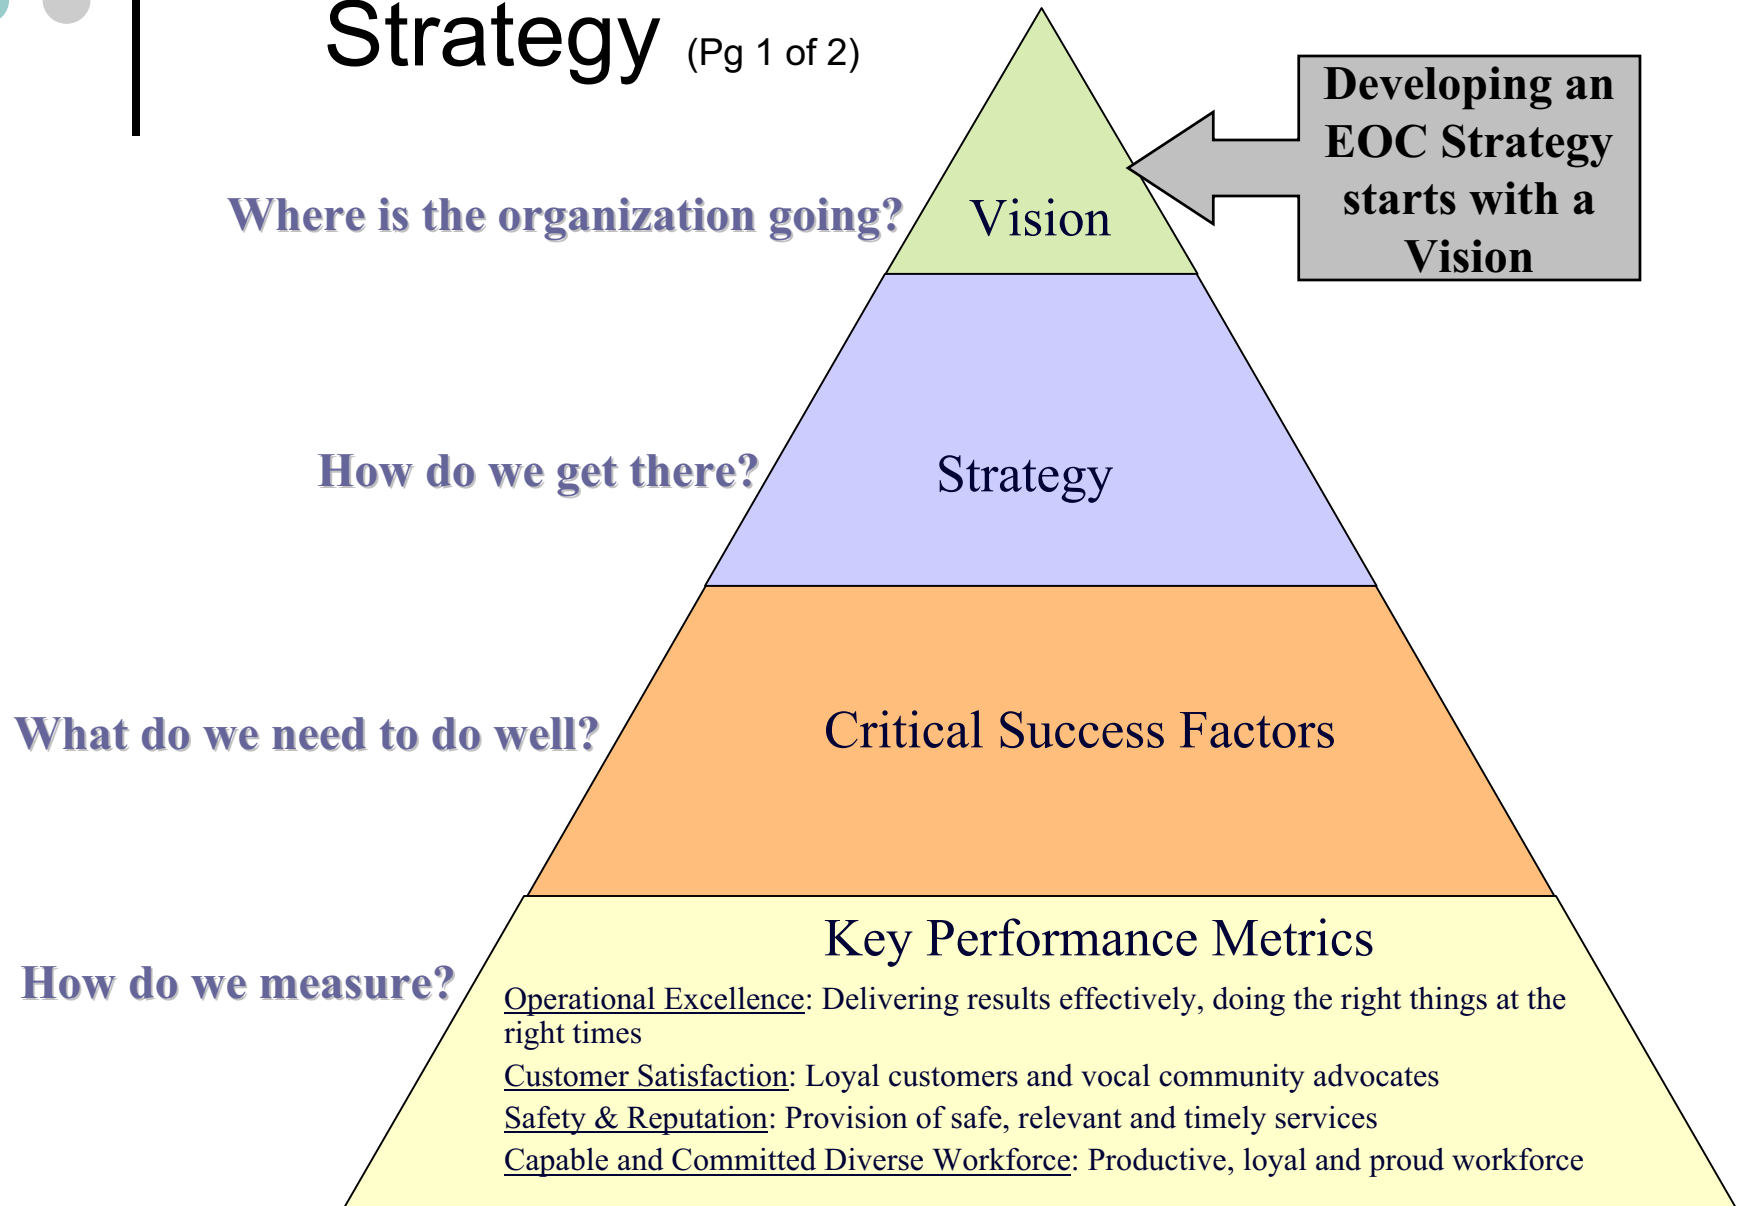 Strategy (Pg 1 of 2)
Developing an
EOC Strategy
starts with a
Vision
Where is the organization going?
Vision
How do we get there?
Strategy
What do we need to do well?
Critical Success Factors
How do we measure?
Key Performance Metrics
Operational Excellence: Delivering results effectively, doing the right things at the
right times
Customer Satisfaction: Loyal customers and vocal community advocates
Safety & Reputation: Provision of safe, relevant and timely services
Capable and Committed Diverse Workforce: Productive, loyal and proud workforce